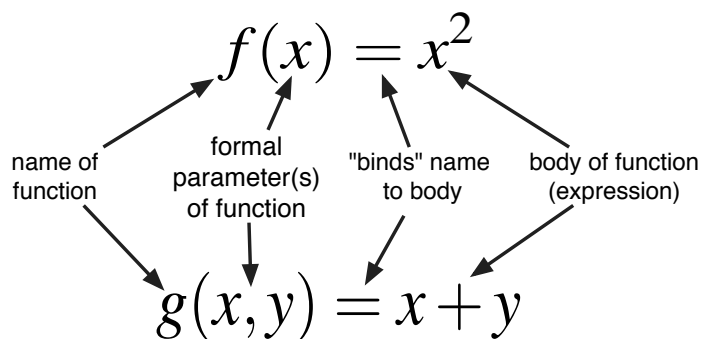 f(x) = x²
name of
function
formal
parameter(s)
of function
"binds" name
to body
body of function
(expression)
g(x,y) = x+y